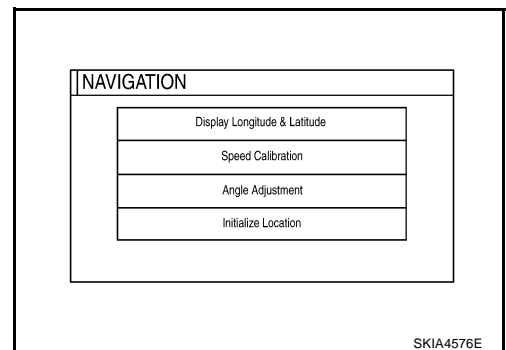 NAVIGATION
Display Longitude & Latitude
Speed Calibration
Angle Adjustment
Initialize Location
SKIA4576E